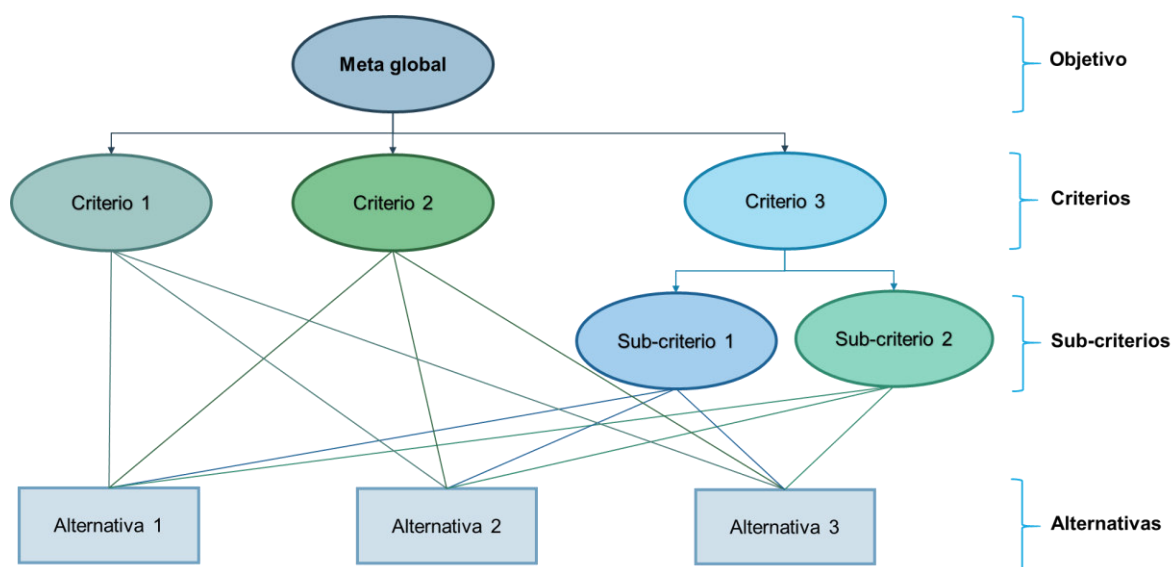 Meta global
Objetivo
Criterio 1
Criterio 2
Criterio 3
Criterios
Sub-criterio 1
Sub-criterio 2
Sub-criterios
Alternativa 1
Alternativa 2
Alternativa 3
Alternativas